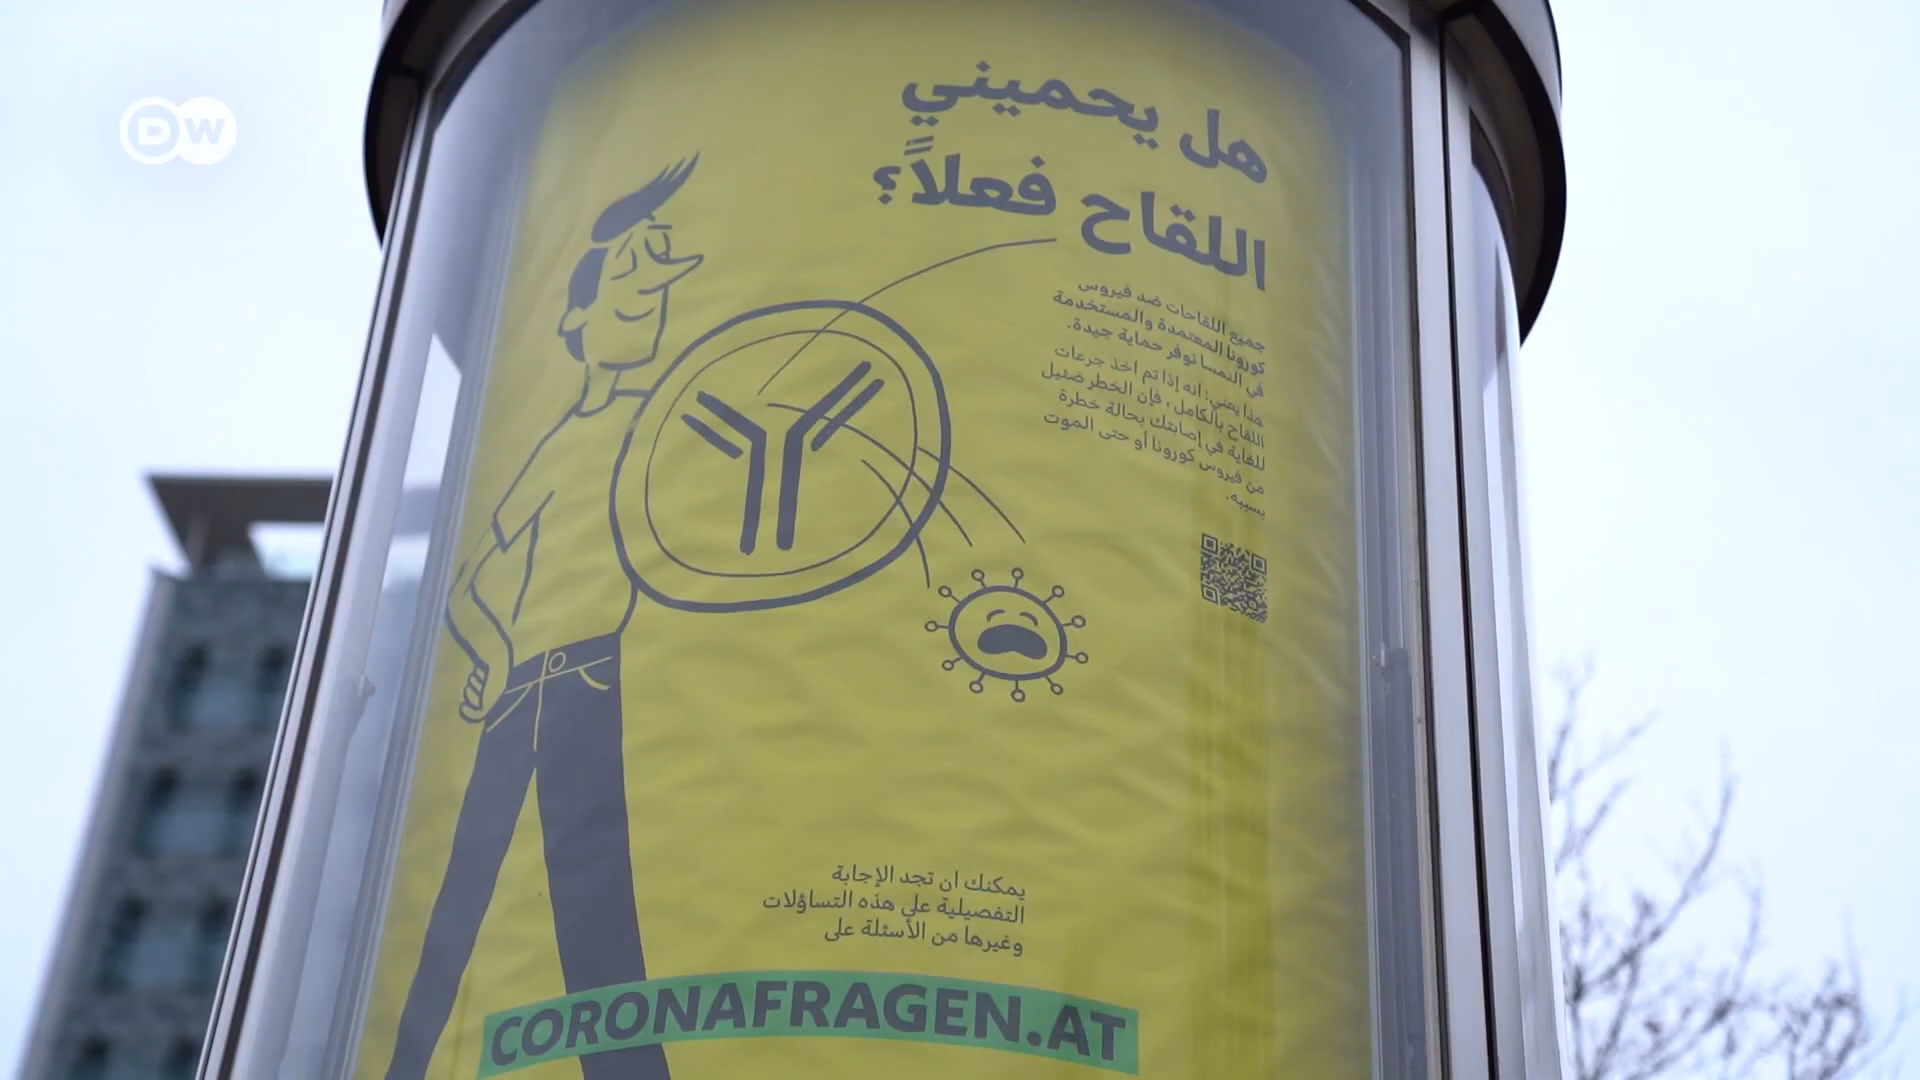 DW
هل يحميني
اللقاح فعلاً؟
جميع اللقاحات ضد فيروس
كورونا المعتمدة والمستخدمة
في النمسا توفر حماية جيدة.
هذا يعني: انه إذا تم اخذ جرعات
اللقاح بالكامل، فإن الخطر ضئيل
للغاية في إصابتك بحالة خطرة
من فيروس كورونا أو حتى الموت
بسببه.
يمكنك ان تجد الإجابة
التفصيلية على هذه التساؤلات
وغيرها من الأسئلة على
CORONAFRAGEN.AT